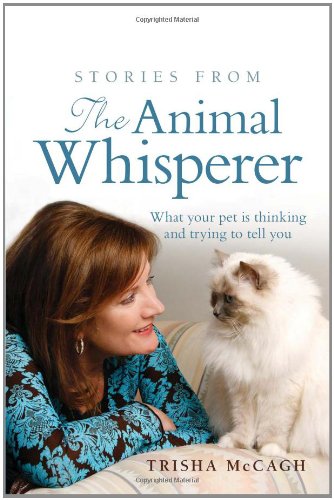 Copyrighted Material
STORIES FROM
The Animal
Whisperer
What your pet is thinking
and trying to tell you
TRISHA McCAGH
Copyrighted Material